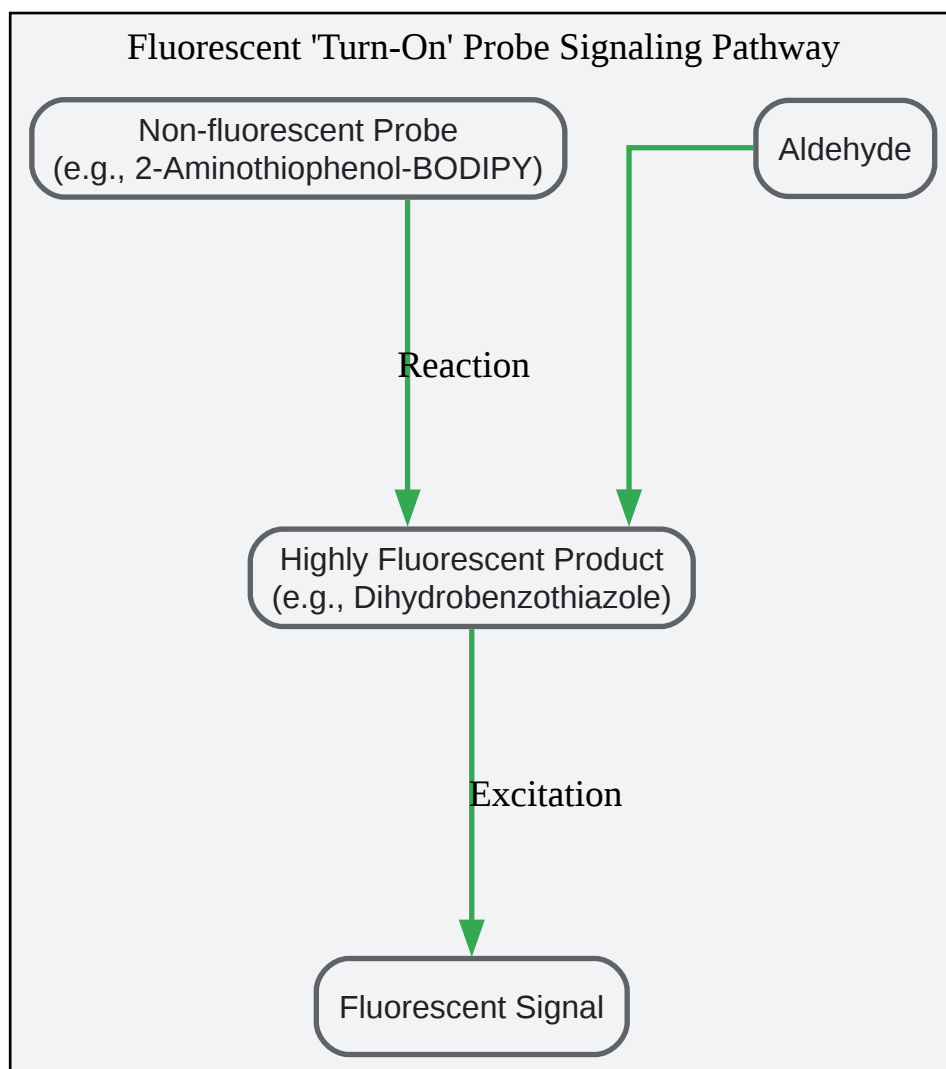 Fluorescent 'Turn-On' Probe Signaling Pathway
Non-fluorescent Probe
(e.g., 2-Aminothiophenol-BODIPY)
Aldehyde
Reaction
Highly Fluorescent Product
(e.g., Dihydrobenzothiazole)
Excitation
Fluorescent Signal